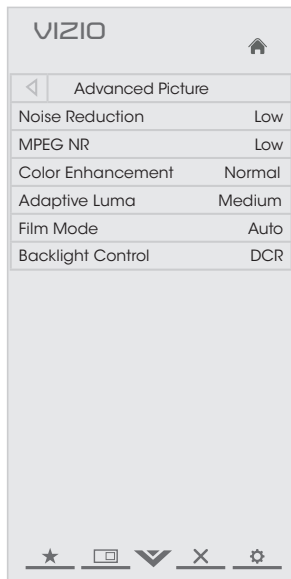 VIZIO
Advanced Picture
Noise Reduction Low
MPEG NR Low
Color Enhancement Normal
Adaptive Luma Medium
Film Mode Auto
Backlight Control DCR